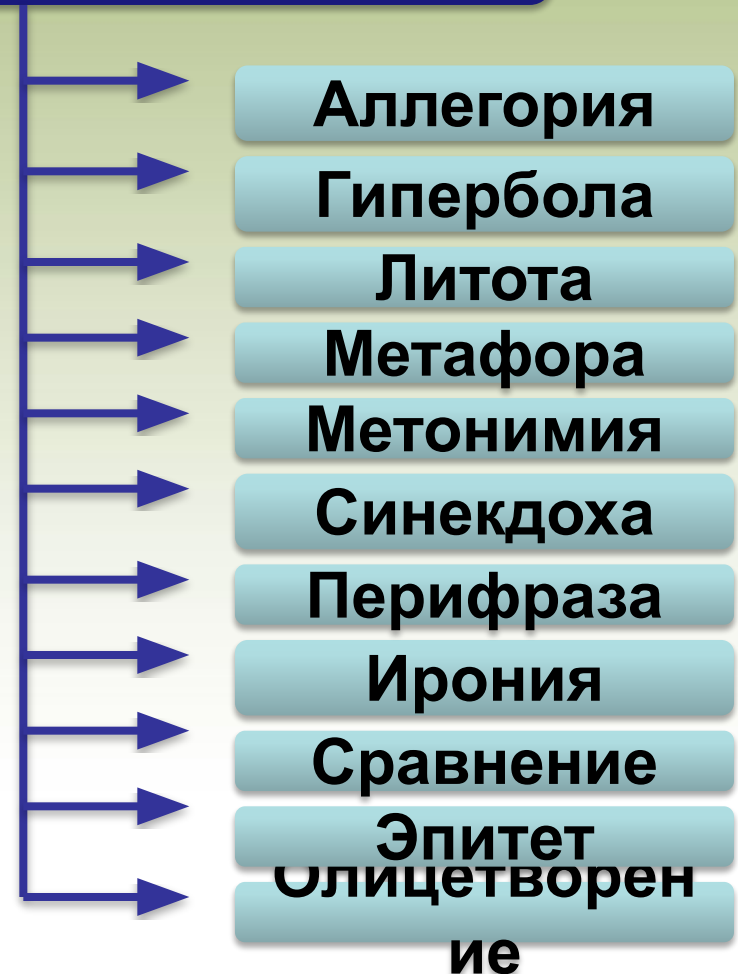 Аллегория
Гипербола
Литота
Метафора
Метонимия
Синекдоха
Перифраза
Ирония
Сравнение
Эпитет
Олицетворен
ие